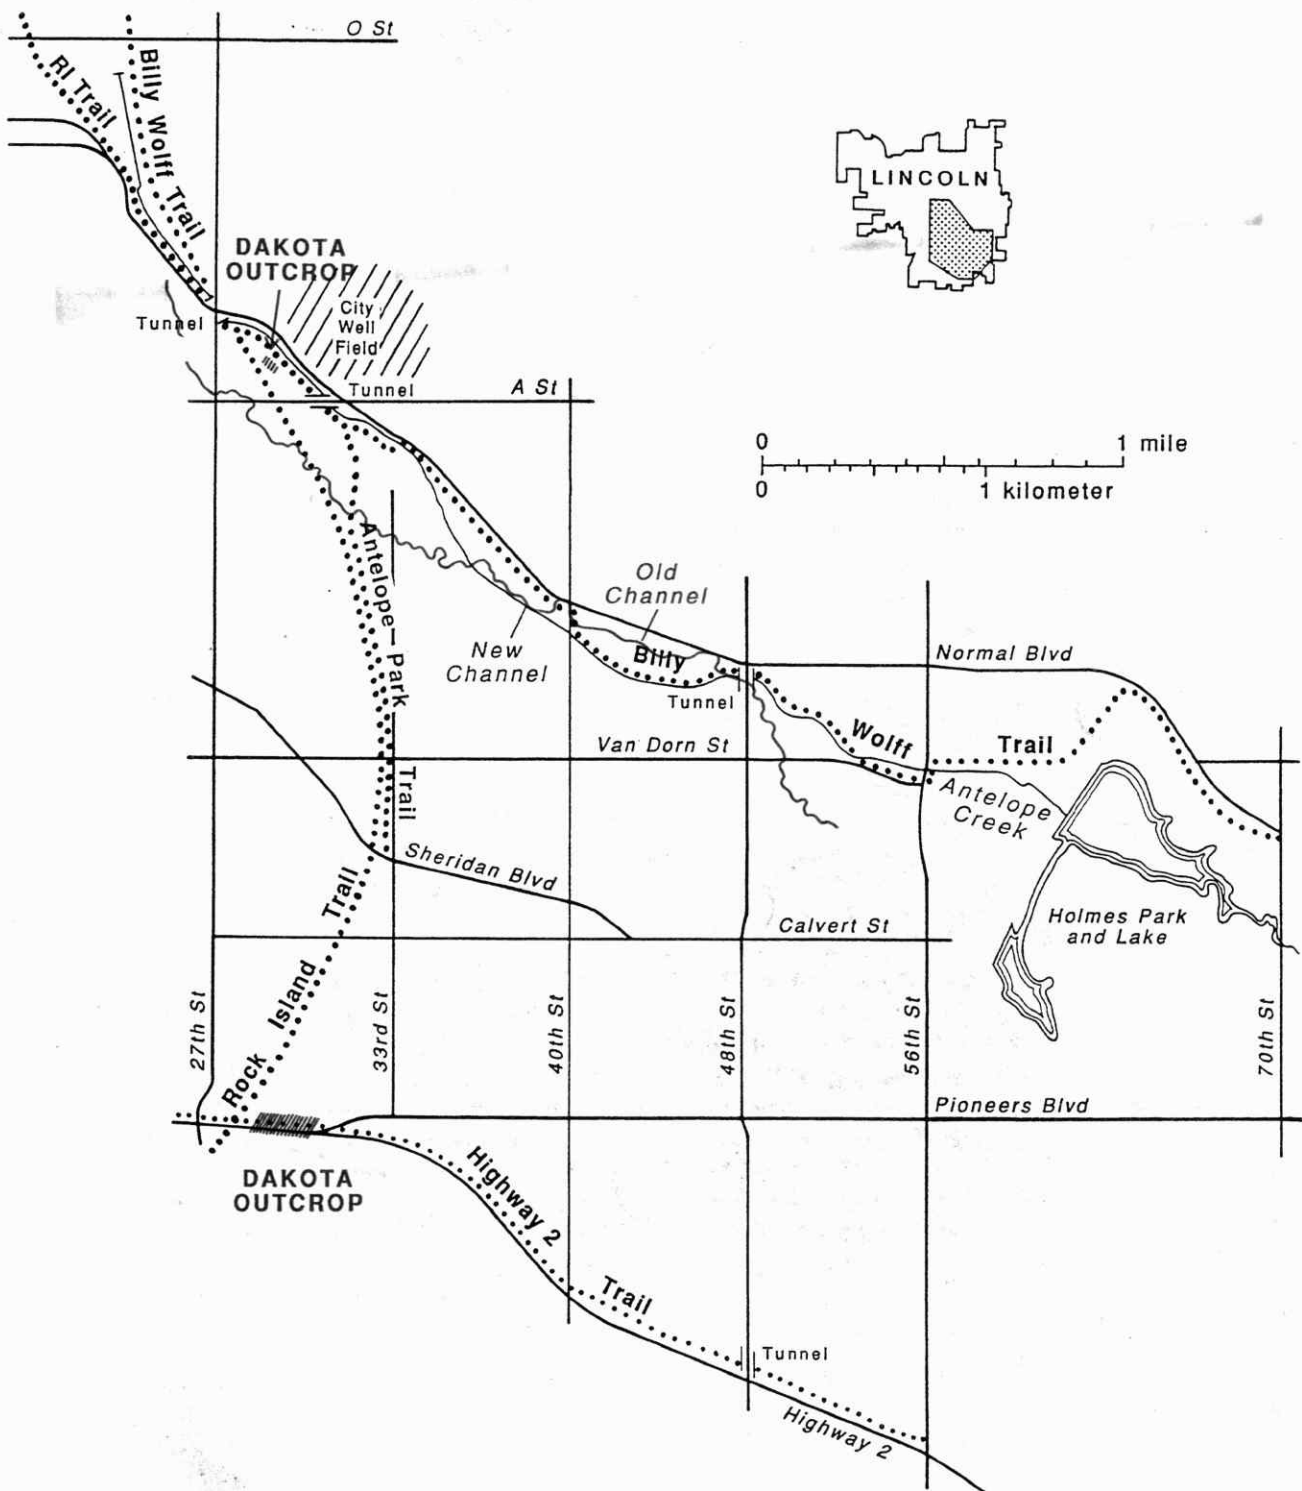 O St
RI Trail
Billy Wolff Trail
LINCOLN
DAKOTA
OUTCROP
City
Well
Field
Tunnel
Tunnel
A St
0 1 mile
0 1 kilometer
Antelope Park Trail
Old
Channel
New
Channel
Billy Wolff Trail
Tunnel
Normal Blvd
Van Dorn St
Antelope
Creek
Sheridan Blvd
Holmes Park
and Lake
Calvert St
27th St
33rd St
40th St
48th St
56th St
70th St
Rock Island Trail
Pioneers Blvd
DAKOTA
OUTCROP
Highway 2 Trail
Tunnel
Highway 2